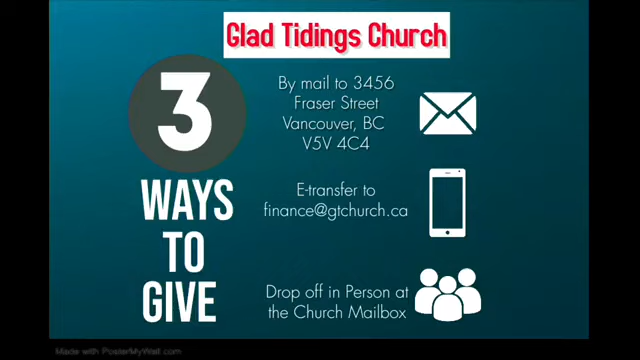 Glad Tidings Church
3
WAYS
TO
GIVE
By mail to 3456
Fraser Street
Vancouver, BC
V5V 4C4
E-transfer to
finance@gtchurch.ca
Drop off in Person at
the Church Mailbox
Made with PosterMyWall.com